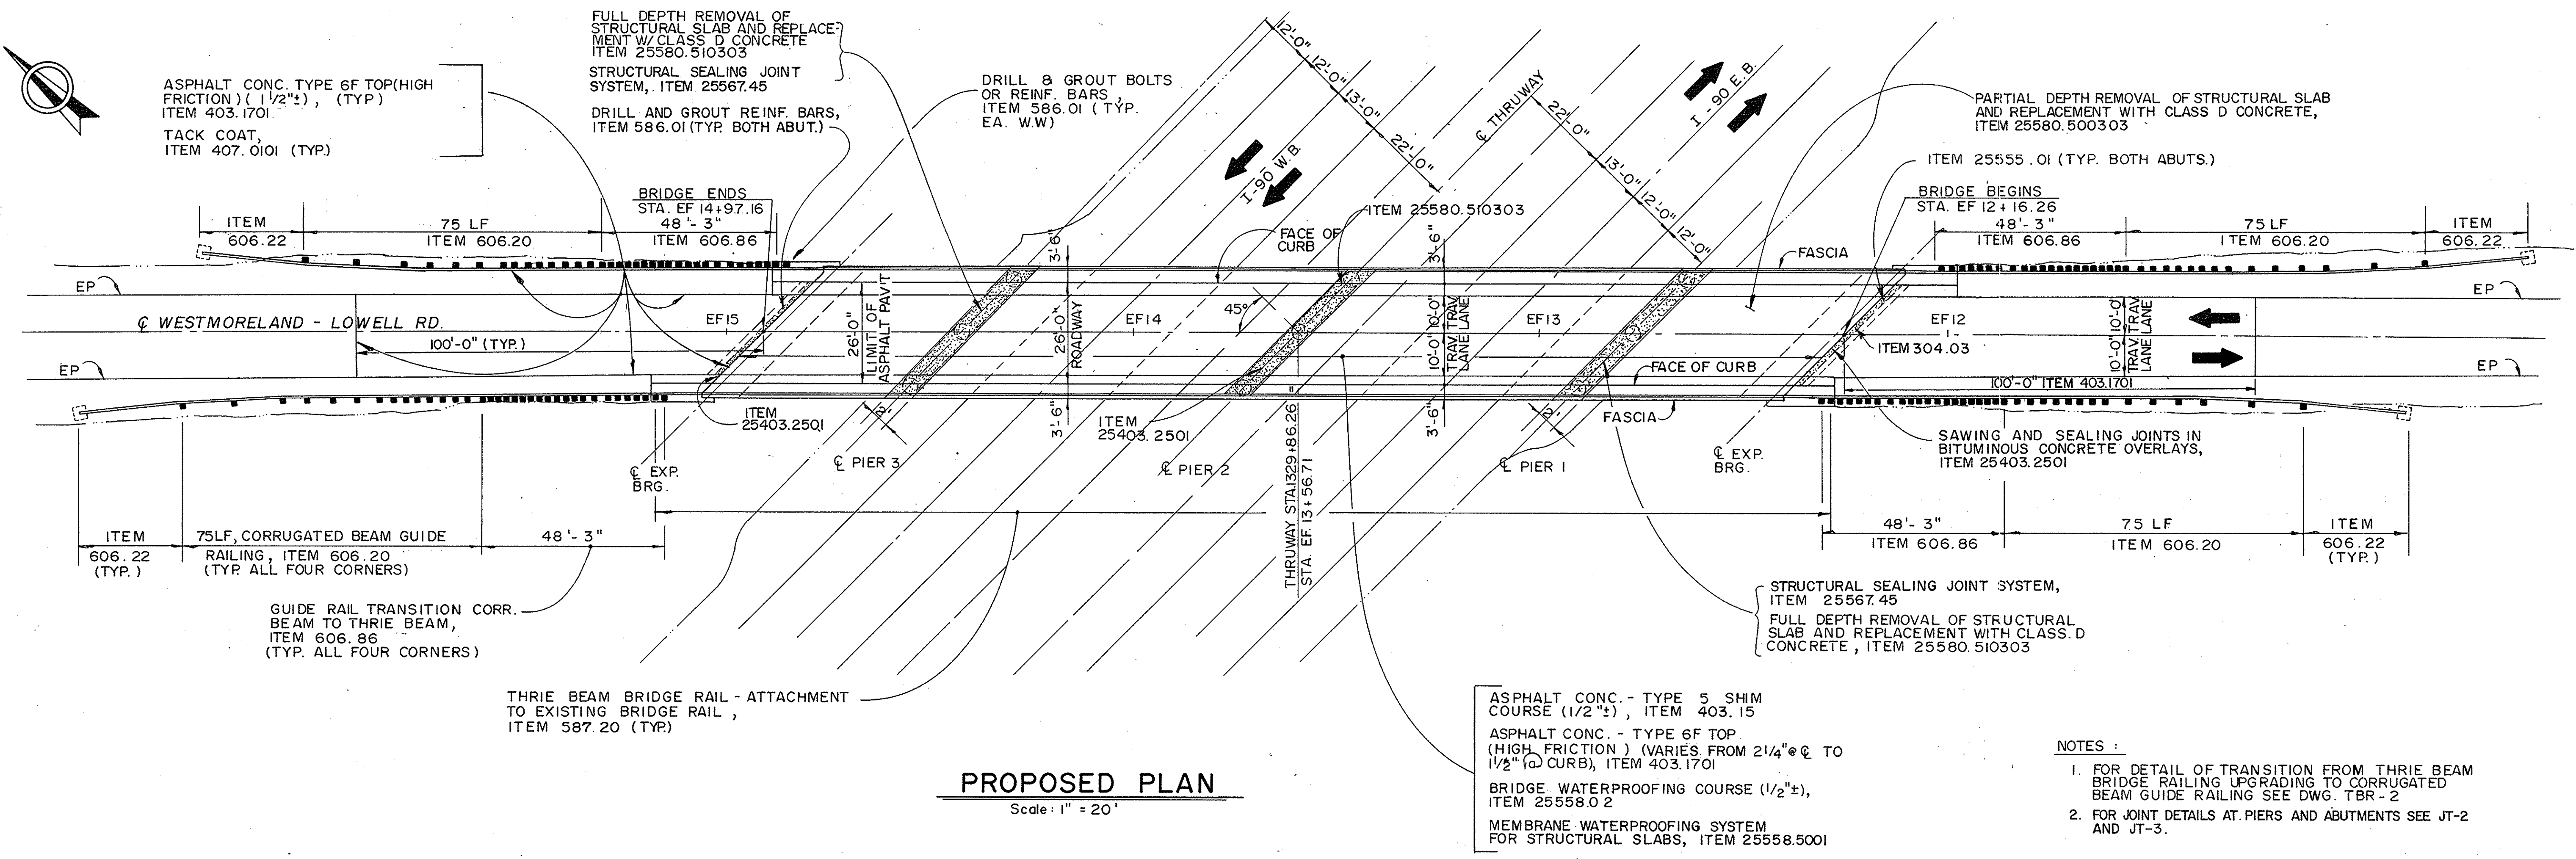 FULL DEPTH REMOVAL OF
STRUCTURAL SLAB AND REPLACE-
MENT W/ CLASS D CONCRETE
ITEM 25580.510303
STRUCTURAL SEALING JOINT
SYSTEM, ITEM 25567.45
DRILL AND GROUT REINF. BARS,
ITEM 586.01 (TYP. BOTH ABUT.)
ASPHALT CONC. TYPE 6F TOP(HIGH
FRICTION) ( 1 1/2"±) , (TYP)
ITEM 403.1701
TACK COAT,
ITEM 407.0101 (TYP.)
DRILL & GROUT BOLTS
OR REINF. BARS ,
ITEM 586.01 ( TYP.
EA. W.W)
12'-0"
12'-0"
13'-0"
22'-0"
℄ THRUWAY
22'-0"
13'-0"
12'-0"
12'-0"
I-90 W.B.
I - 90 E.B.
PARTIAL DEPTH REMOVAL OF STRUCTURAL SLAB
AND REPLACEMENT WITH CLASS D CONCRETE,
ITEM 25580.500303
ITEM 25555.01 (TYP. BOTH ABUTS.)
BRIDGE ENDS
STA. EF 14+97.16
BRIDGE BEGINS
STA. EF 12 + 16.26
ITEM
606.22
75 LF
ITEM 606.20
48'- 3"
ITEM 606.86
ITEM 25580.510303
FACE OF
CURB
48'- 3"
ITEM 606.86
75 LF
ITEM 606.20
ITEM
606.22
3'-6"
3'-6"
FASCIA
EP
EP
℄ WESTMORELAND - LOWELL RD.
EF15
EF14
EF13
EF12
45°
100'-0" (TYP.)
26'-0"
LIMIT OF
ASPHALT PAV'T
26'-0"
ROADWAY
10'-0" 10'-0"
TRAV. TRAV.
LANE LANE
10'-0" 10'-0"
TRAV. TRAV.
LANE LANE
ITEM 304.03
EP
EP
FACE OF CURB
100'-0" ITEM 403.1701
ITEM
25403.2501
2'-
3'-6"
ITEM
25403.2501
3'-6"
2'-
FASCIA
℄ EXP.
BRG.
℄ PIER 3
℄ PIER 2
℄ PIER 1
℄ EXP.
BRG.
THRUWAY STA.1329+86.26
STA. EF 13+56.71
SAWING AND SEALING JOINTS IN
BITUMINOUS CONCRETE OVERLAYS,
ITEM 25403.2501
ITEM
606.22
(TYP.)
75LF, CORRUGATED BEAM GUIDE
RAILING, ITEM 606.20
(TYP. ALL FOUR CORNERS)
48'- 3"
48'- 3"
ITEM 606.86
75 LF
ITEM 606.20
ITEM
606.22
(TYP.)
GUIDE RAIL TRANSITION CORR.
BEAM TO THRIE BEAM,
ITEM 606.86
(TYP. ALL FOUR CORNERS)
STRUCTURAL SEALING JOINT SYSTEM,
ITEM 25567.45
FULL DEPTH REMOVAL OF STRUCTURAL
SLAB AND REPLACEMENT WITH CLASS. D
CONCRETE , ITEM 25580.510303
THRIE BEAM BRIDGE RAIL - ATTACHMENT
TO EXISTING BRIDGE RAIL ,
ITEM 587.20 (TYP.)
ASPHALT CONC. - TYPE 5 SHIM
COURSE (1/2"±) , ITEM 403.15
ASPHALT CONC. - TYPE 6F TOP
(HIGH FRICTION ) (VARIES FROM 2 1/4"@ ℄ TO
1 1/2" @ CURB), ITEM 403.1701
BRIDGE WATERPROOFING COURSE (1/2"±),
ITEM 25558.02
MEMBRANE WATERPROOFING SYSTEM
FOR STRUCTURAL SLABS, ITEM 25558.5001
PROPOSED PLAN
Scale: 1" = 20'
NOTES :
1. FOR DETAIL OF TRANSITION FROM THRIE BEAM
BRIDGE RAILING UPGRADING TO CORRUGATED
BEAM GUIDE RAILING SEE DWG. TBR - 2
2. FOR JOINT DETAILS AT PIERS AND ABUTMENTS SEE JT-2
AND JT-3.